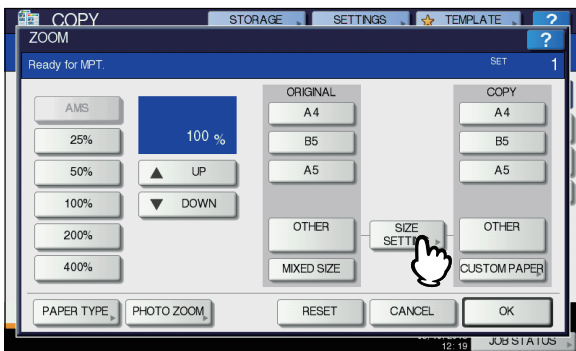 COPY STORAGE SETTINGS TEMPLATE ?
ZOOM ?
Ready for MPT. SET 1
ORIGINAL COPY
AMS A4 A4
25% 100 % B5 B5
50% UP A5 A5
100% DOWN
200% OTHER SIZE OTHER
400% MIXED SIZE CUSTOM PAPER
PAPER TYPE PHOTO ZOOM RESET CANCEL OK
12:19 JOB STATUS